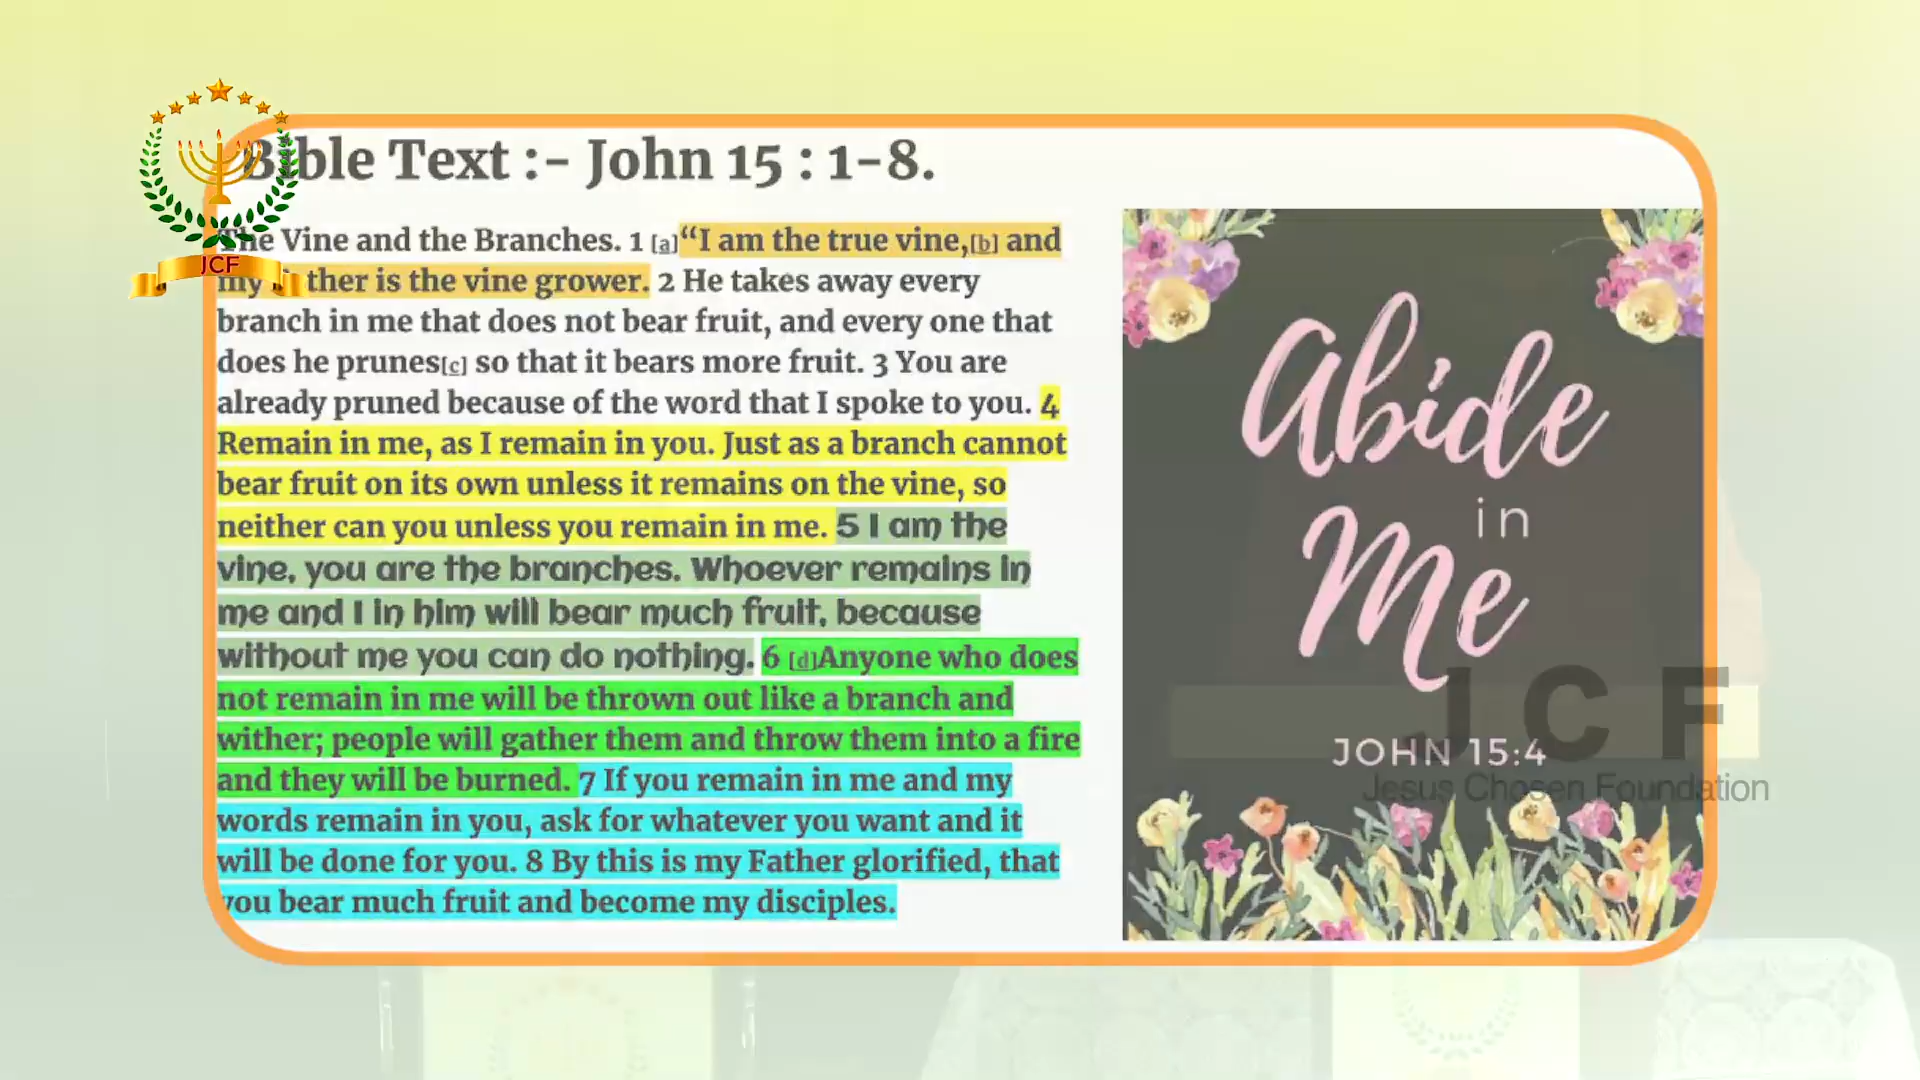 Bible Text :- John 15 : 1-8.
The Vine and the Branches. 1 [a]“I am the true vine,[b] and
my ther is the vine grower. 2 He takes away every
branch in me that does not bear fruit, and every one that
does he prunes[c] so that it bears more fruit. 3 You are
already pruned because of the word that I spoke to you. 4
Remain in me, as I remain in you. Just as a branch cannot
bear fruit on its own unless it remains on the vine, so
neither can you unless you remain in me. 5 I am the
vine, you are the branches. Whoever remains in
me and I in him will bear much fruit, because
without me you can do nothing. 6 [d]Anyone who does
not remain in me will be thrown out like a branch and
wither; people will gather them and throw them into a fire
and they will be burned. 7 If you remain in me and my
words remain in you, ask for whatever you want and it
will be done for you. 8 By this is my Father glorified, that
you bear much fruit and become my disciples.
JCF
Abide
in
Me
JOHN 15:4
JCF
Jesus Chosen Foundation